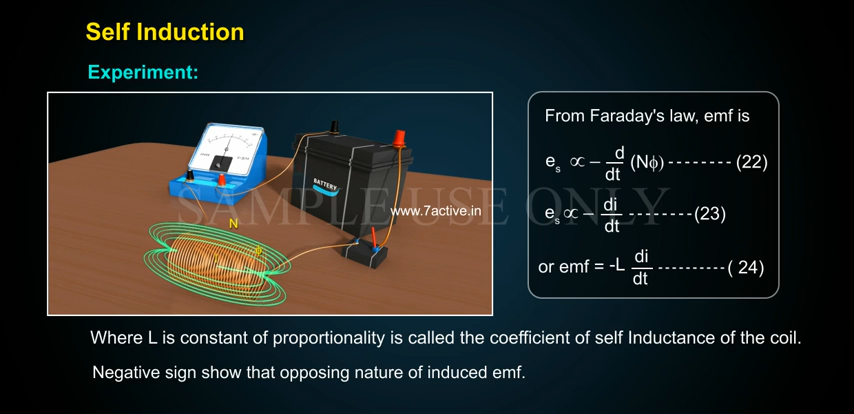 Self Induction
Experiment:
From Faraday's law, emf is
e_s ∝ − d/dt (Nϕ) -------- (22)
BATTERY
SAMPLE USE ONLY
www.7active.in
e_s ∝ − di/dt --------(23)
N
ϕ
or emf = -L di/dt ---------- ( 24)
Where L is constant of proportionality is called the coefficient of self Inductance of the coil.
Negative sign show that opposing nature of induced emf.